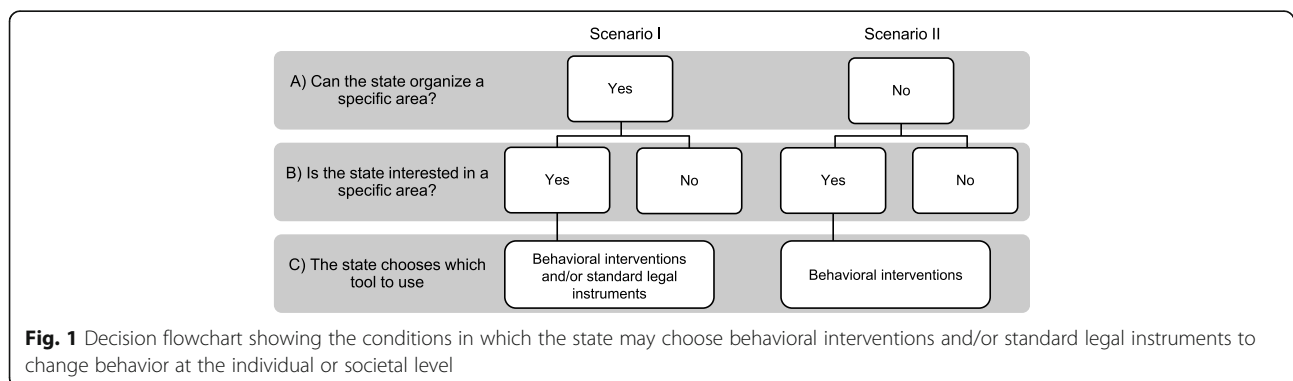 Scenario I
Scenario II
A) Can the state organize a
specific area?
Yes
No
B) Is the state interested in a
specific area?
Yes
No
Yes
No
C) The state chooses which
tool to use
Behavioral interventions
and/or standard legal
instruments
Behavioral interventions
Fig. 1 Decision flowchart showing the conditions in which the state may choose behavioral interventions and/or standard legal instruments to
change behavior at the individual or societal level